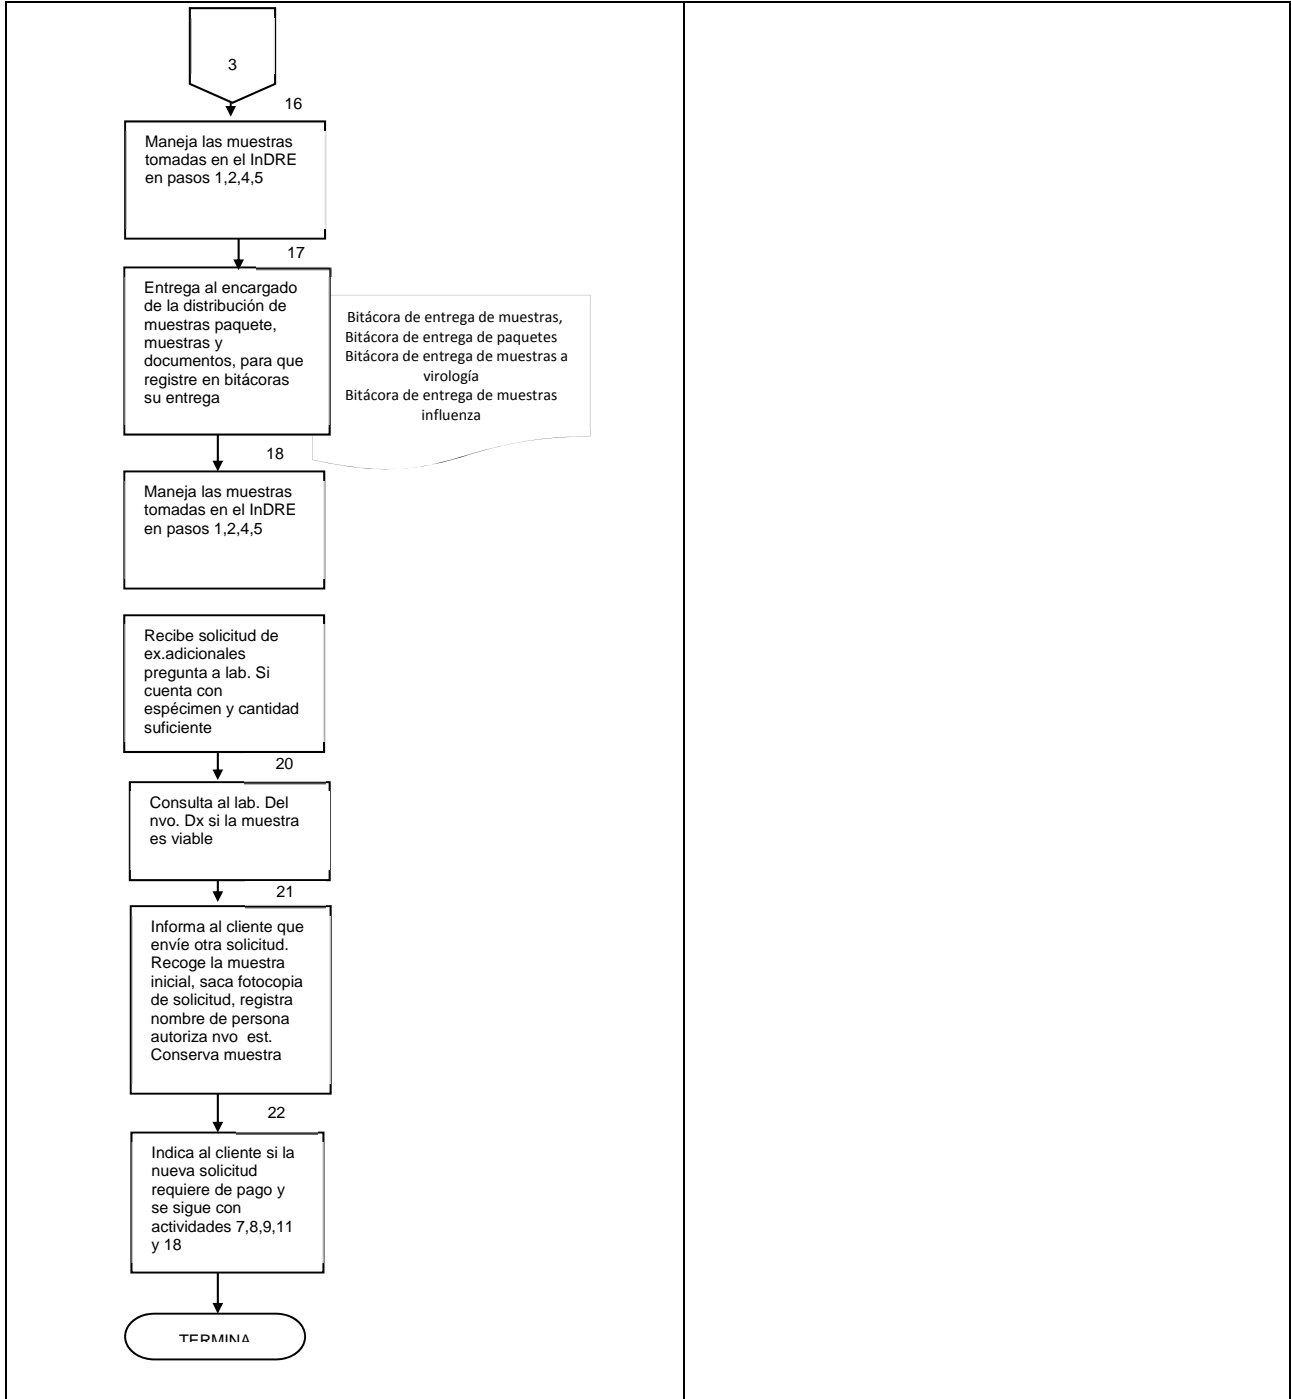 3
16
Maneja las muestras
tomadas en el InDRE
en pasos 1,2,4,5
17
Entrega al encargado
de la distribución de
muestras paquete,
muestras y
documentos, para que
registre en bitácoras
su entrega
Bitácora de entrega de muestras,
Bitácora de entrega de paquetes
Bitácora de entrega de muestras a
virología
Bitácora de entrega de muestras
influenza
18
Maneja las muestras
tomadas en el InDRE
en pasos 1,2,4,5
Recibe solicitud de
ex.adicionales
pregunta a lab. Si
cuenta con
espécimen y cantidad
suficiente
20
Consulta al lab. Del
nvo. Dx si la muestra
es viable
21
Informa al cliente que
envíe otra solicitud.
Recoge la muestra
inicial, saca fotocopia
de solicitud, registra
nombre de persona
autoriza nvo est.
Conserva muestra
22
Indica al cliente si la
nueva solicitud
requiere de pago y
se sigue con
actividades 7,8,9,11
y 18
TERMINA